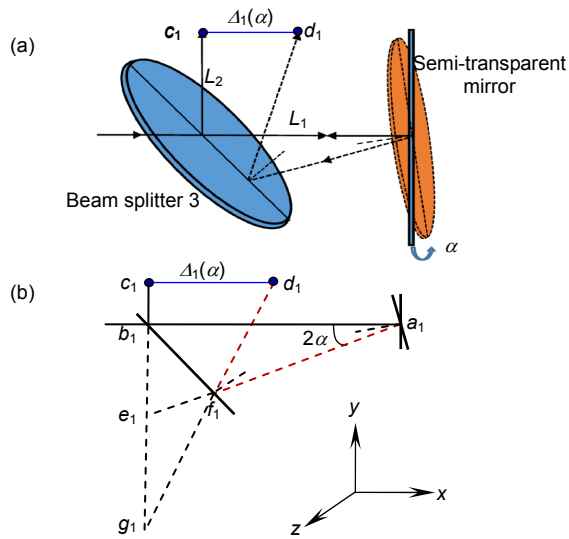 (a)
c₁
Δ₁(α)
d₁
Semi-transparent
mirror
L₂
L₁
Beam splitter 3
α
(b)
c₁
Δ₁(α)
d₁
b₁
2α
a₁
e₁
f₁
g₁
y
x
z